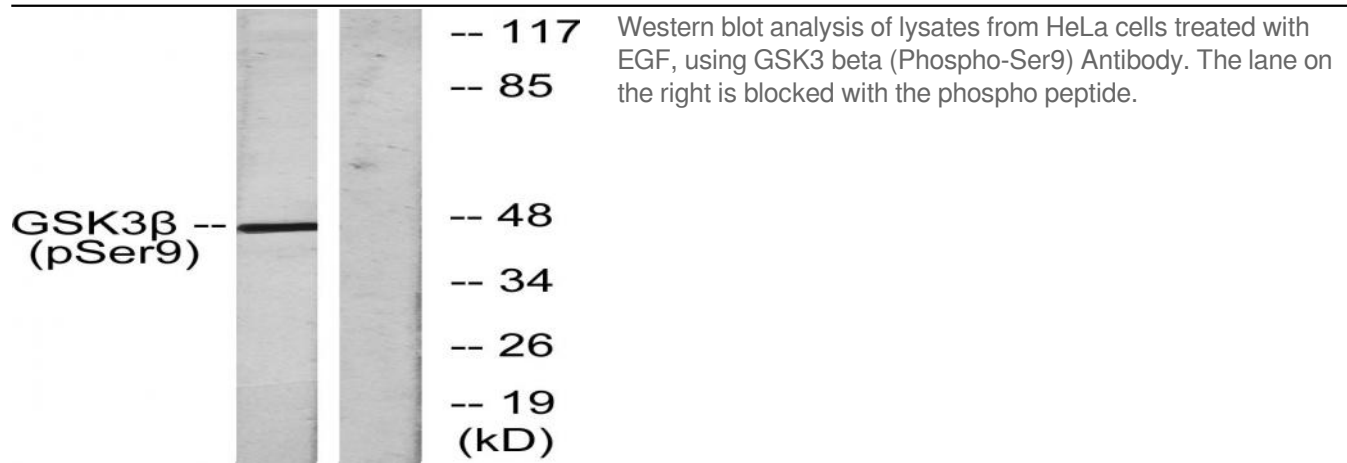 -- 117
-- 85
GSK3β --
(pSer9)
-- 48
-- 34
-- 26
-- 19
(kD)
Western blot analysis of lysates from HeLa cells treated with
EGF, using GSK3 beta (Phospho-Ser9) Antibody. The lane on
the right is blocked with the phospho peptide.